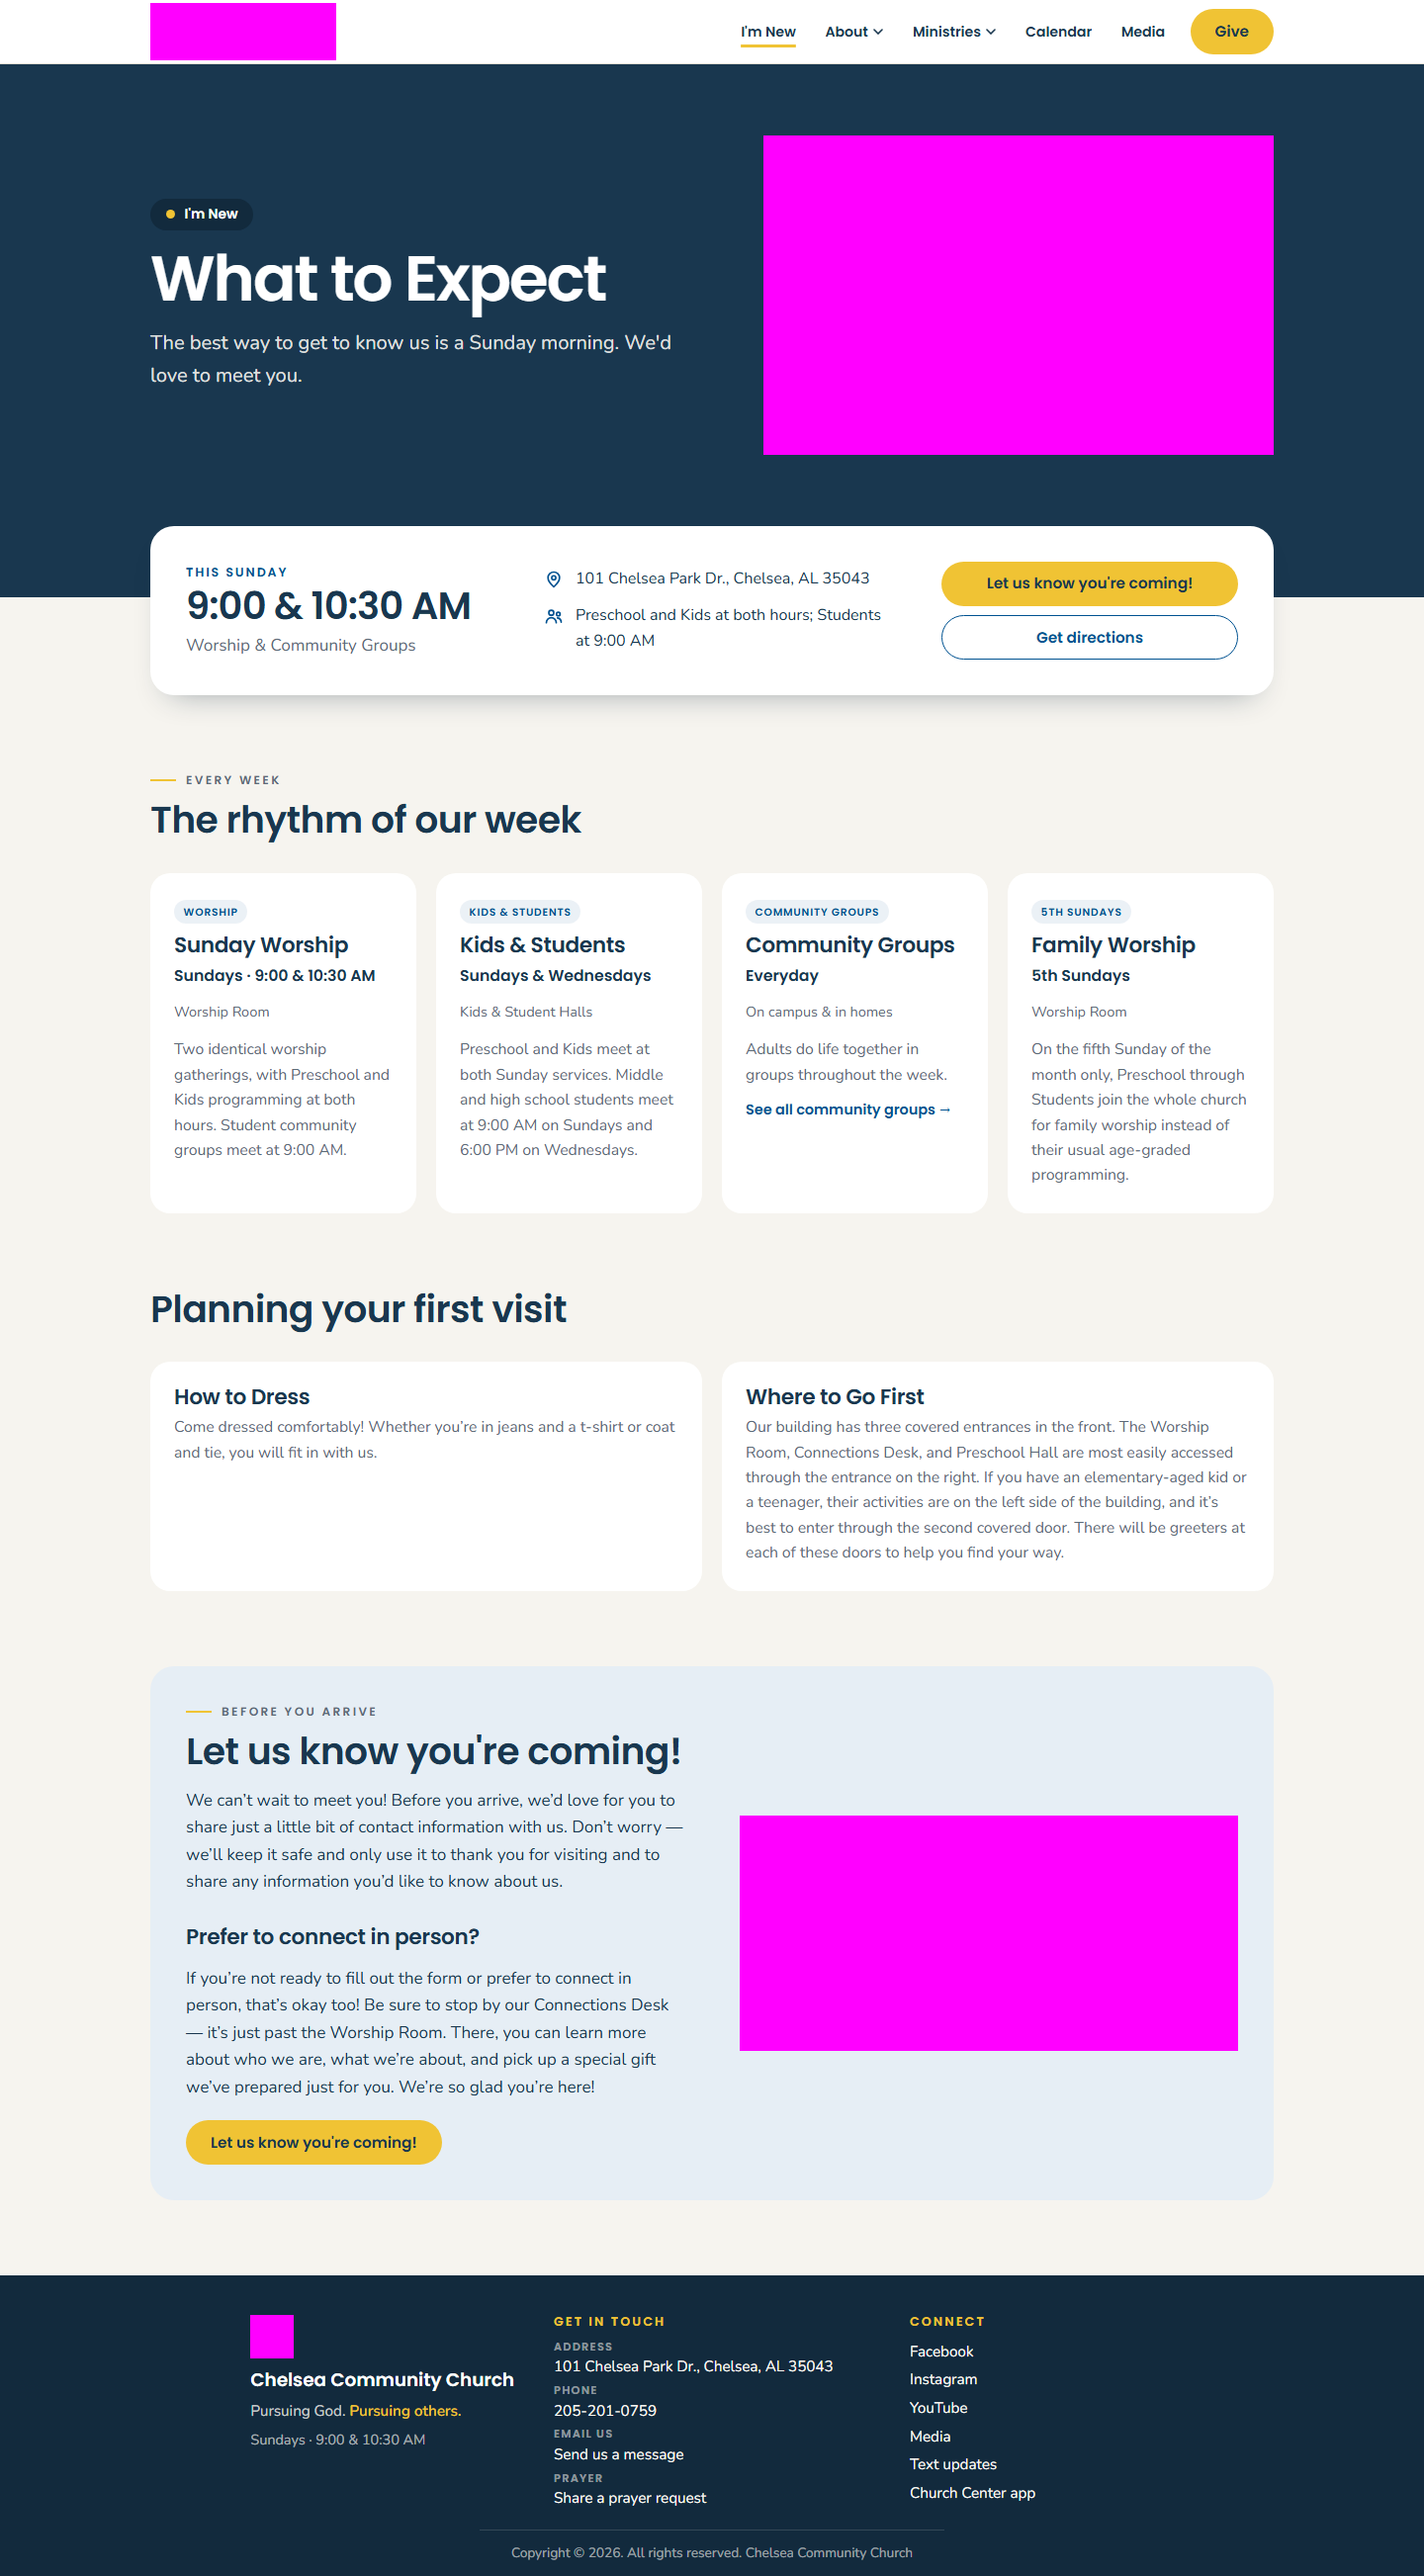 I'm New
About
Ministries
Calendar
Media
Give
I'm New
What to Expect
The best way to get to know us is a Sunday morning. We'd
love to meet you.
THIS SUNDAY
9:00 & 10:30 AM
Worship & Community Groups
101 Chelsea Park Dr., Chelsea, AL 35043
Preschool and Kids at both hours; Students
at 9:00 AM
Let us know you're coming!
Get directions
EVERY WEEK
The rhythm of our week
WORSHIP
Sunday Worship
Sundays · 9:00 & 10:30 AM
Worship Room
Two identical worship
gatherings, with Preschool and
Kids programming at both
hours. Student community
groups meet at 9:00 AM.
KIDS & STUDENTS
Kids & Students
Sundays & Wednesdays
Kids & Student Halls
Preschool and Kids meet at
both Sunday services. Middle
and high school students meet
at 9:00 AM on Sundays and
6:00 PM on Wednesdays.
COMMUNITY GROUPS
Community Groups
Everyday
On campus & in homes
Adults do life together in
groups throughout the week.
See all community groups →
5TH SUNDAYS
Family Worship
5th Sundays
Worship Room
On the fifth Sunday of the
month only, Preschool through
Students join the whole church
for family worship instead of
their usual age-graded
programming.
Planning your first visit
How to Dress
Come dressed comfortably! Whether you’re in jeans and a t-shirt or coat
and tie, you will fit in with us.
Where to Go First
Our building has three covered entrances in the front. The Worship
Room, Connections Desk, and Preschool Hall are most easily accessed
through the entrance on the right. If you have an elementary-aged kid or
a teenager, their activities are on the left side of the building, and it’s
best to enter through the second covered door. There will be greeters at
each of these doors to help you find your way.
BEFORE YOU ARRIVE
Let us know you're coming!
We can’t wait to meet you! Before you arrive, we’d love for you to
share just a little bit of contact information with us. Don’t worry —
we’ll keep it safe and only use it to thank you for visiting and to
share any information you’d like to know about us.
Prefer to connect in person?
If you’re not ready to fill out the form or prefer to connect in
person, that’s okay too! Be sure to stop by our Connections Desk
— it’s just past the Worship Room. There, you can learn more
about who we are, what we’re about, and pick up a special gift
we’ve prepared just for you. We’re so glad you’re here!
Let us know you're coming!
Chelsea Community Church
Pursuing God. Pursuing others.
Sundays · 9:00 & 10:30 AM
GET IN TOUCH
ADDRESS
101 Chelsea Park Dr., Chelsea, AL 35043
PHONE
205-201-0759
EMAIL US
Send us a message
PRAYER
Share a prayer request
CONNECT
Facebook
Instagram
YouTube
Media
Text updates
Church Center app
Copyright © 2026. All rights reserved. Chelsea Community Church